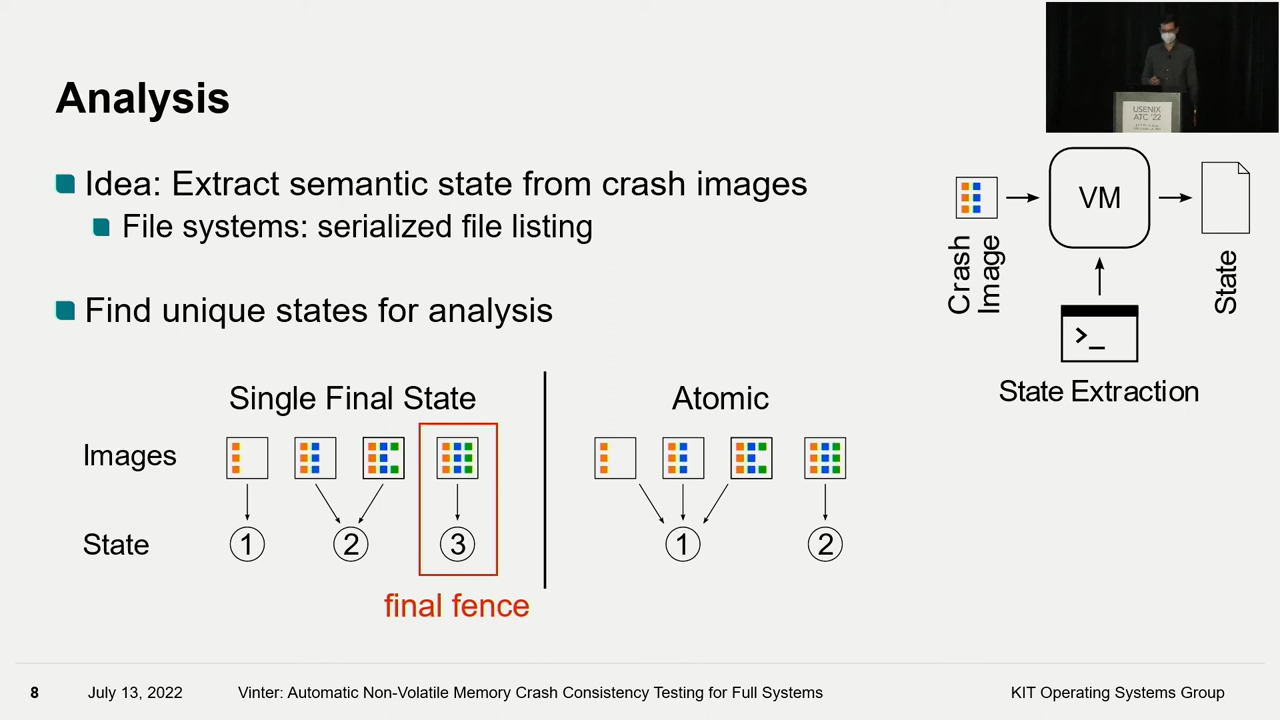 Analysis
Idea: Extract semantic state from crash images
File systems: serialized file listing
Find unique states for analysis
Single Final State
Images
State
1
2
3
final fence
Atomic
1
2
Crash
Image
VM
State
>_
State Extraction
USENIX
ATC '22
8
July 13, 2022
Vinter: Automatic Non-Volatile Memory Crash Consistency Testing for Full Systems
KIT Operating Systems Group